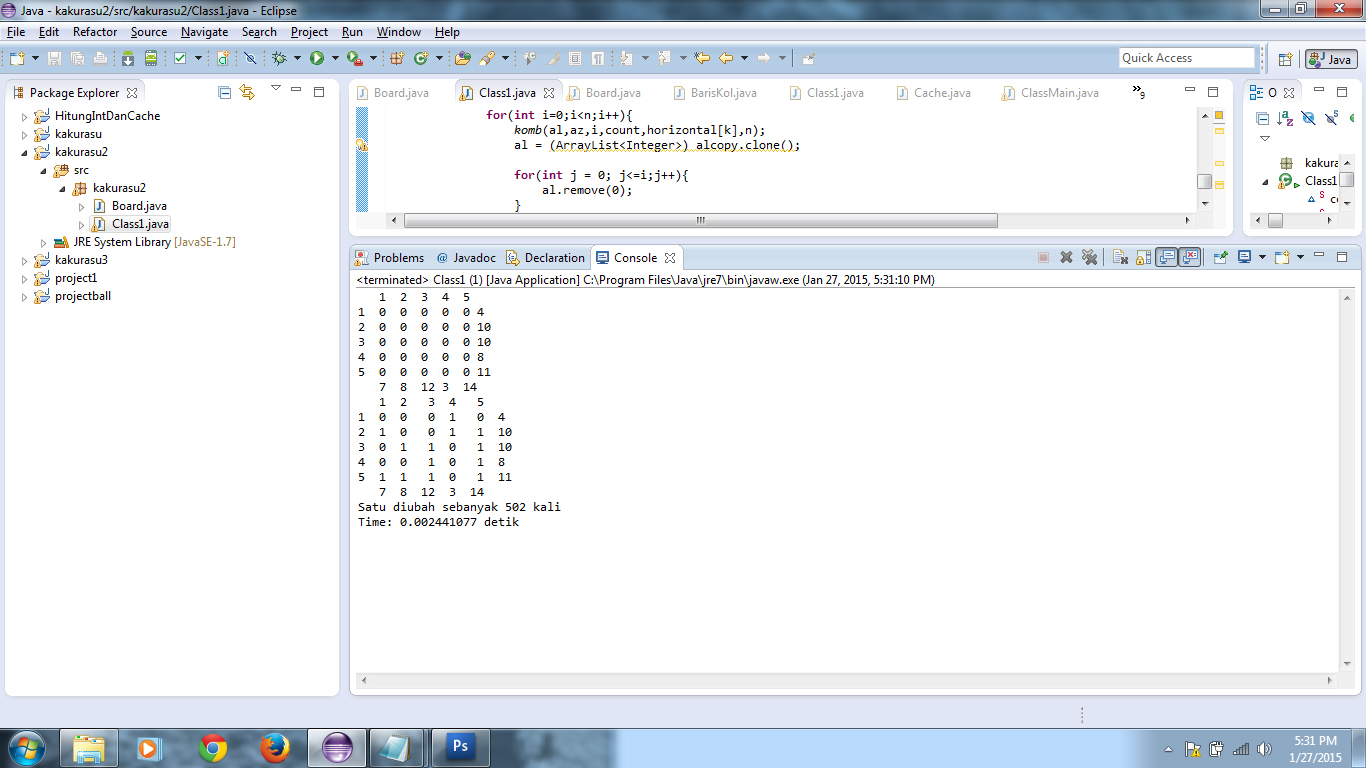 Java - kakurasu2/src/kakurasu2/Class1.java - Eclipse
File Edit Refactor Source Navigate Search Project Run Window Help
Quick Access
Java
Package Explorer
HitungIntDanCache
kakurasu
kakurasu2
src
kakurasu2
Board.java
Class1.java
JRE System Library [JavaSE-1.7]
kakurasu3
project1
projectball
Board.java Class1.java Board.java BarisKol.java Class1.java Cache.java ClassMain.java »9
for(int i=0;i<n;i++){
komb(al,az,i,count,horizontal[k],n);
al = (ArrayList<Integer>) alcopy.clone();
for(int j = 0; j<=i;j++){
al.remove(0);
}
O
kakura
Class1
Problems @ Javadoc Declaration Console
<terminated> Class1 (1) [Java Application] C:\Program Files\Java\jre7\bin\javaw.exe (Jan 27, 2015, 5:31:10 PM)
1 2 3 4 5
1 0 0 0 0 0 4
2 0 0 0 0 0 10
3 0 0 0 0 0 10
4 0 0 0 0 0 8
5 0 0 0 0 0 11
7 8 12 3 14
1 2 3 4 5
1 0 0 0 1 0 4
2 1 0 0 1 1 10
3 0 1 1 0 1 10
4 0 0 1 0 1 8
5 1 1 1 0 1 11
7 8 12 3 14
Satu diubah sebanyak 502 kali
Time: 0.002441077 detik
Ps
5:31 PM
1/27/2015